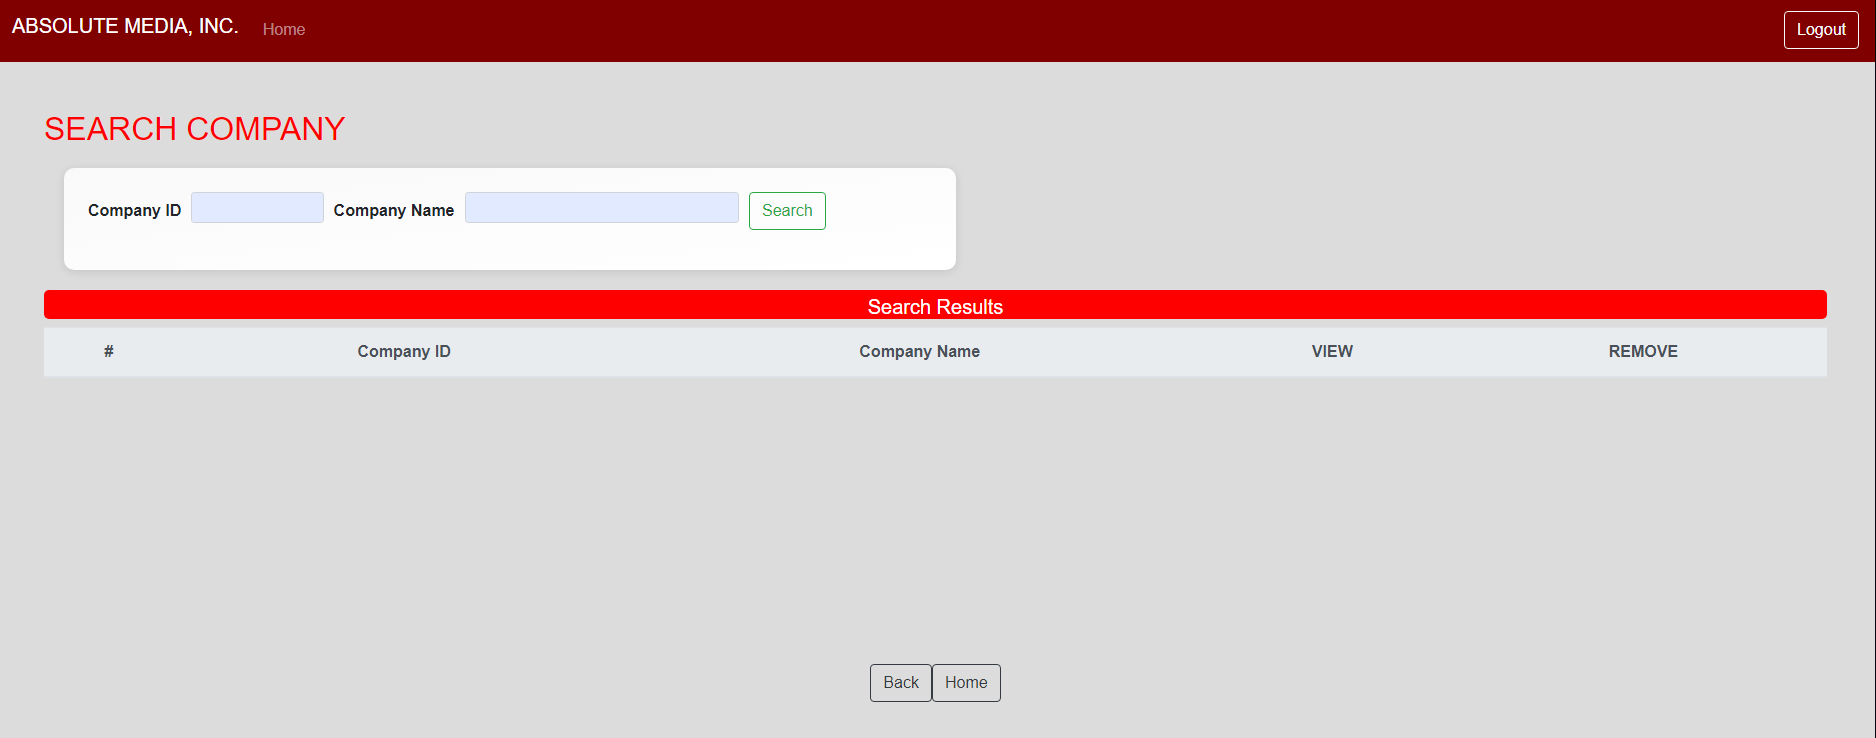 ABSOLUTE MEDIA, INC. Home Logout
SEARCH COMPANY
Company ID Company Name Search
Search Results
# Company ID Company Name VIEW REMOVE
Back Home